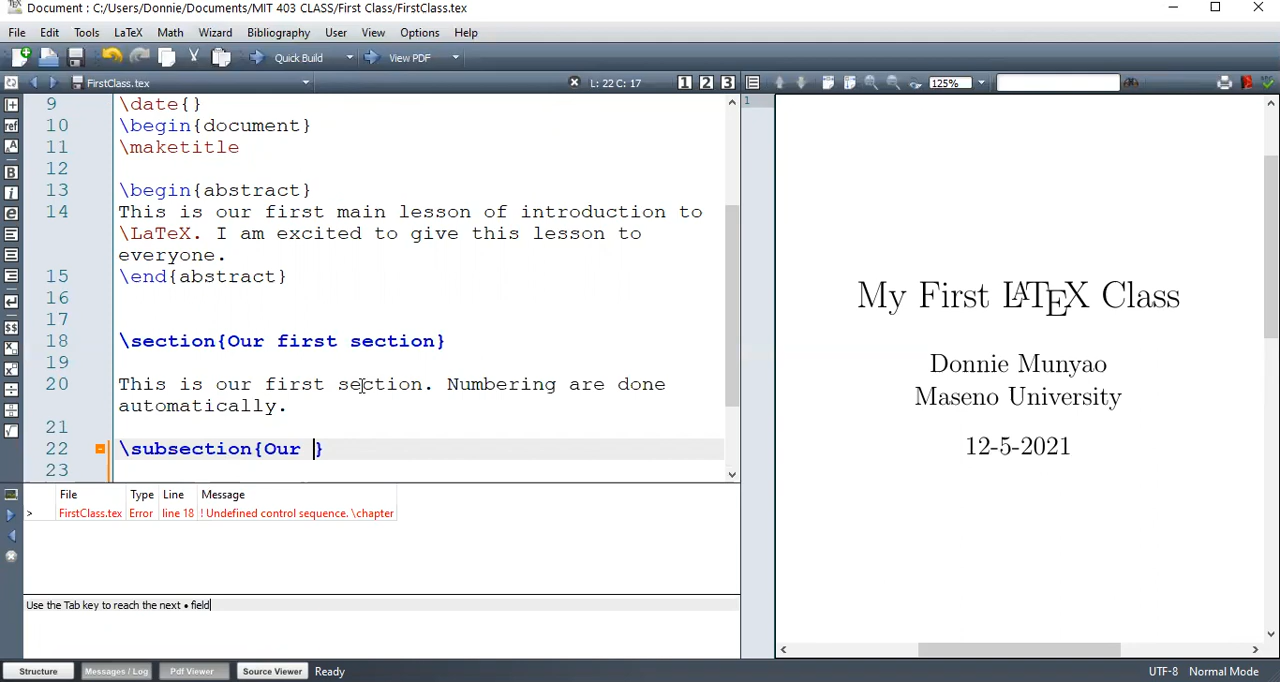 Document : C:/Users/Donnie/Documents/MIT 403 CLASS/First Class/FirstClass.tex
File Edit Tools LaTeX Math Wizard Bibliography User View Options Help
Quick Build View PDF
FirstClass.tex L: 22 C: 17 1 2 3 125%
9 \date{}
10 \begin{document}
11 \maketitle
12
13 \begin{abstract}
14 This is our first main lesson of introduction to
\LaTeX. I am excited to give this lesson to
everyone.
15 \end{abstract}
16
17
18 \section{Our first section}
19
20 This is our first section. Numbering are done
automatically.
21
22 \subsection{Our }
23
1
My First LATEX Class
Donnie Munyao
Maseno University
12-5-2021
File Type Line Message
> FirstClass.tex Error line 18 ! Undefined control sequence. \chapter
Use the Tab key to reach the next • field
Structure Messages / Log Pdf Viewer Source Viewer Ready UTF-8 Normal Mode